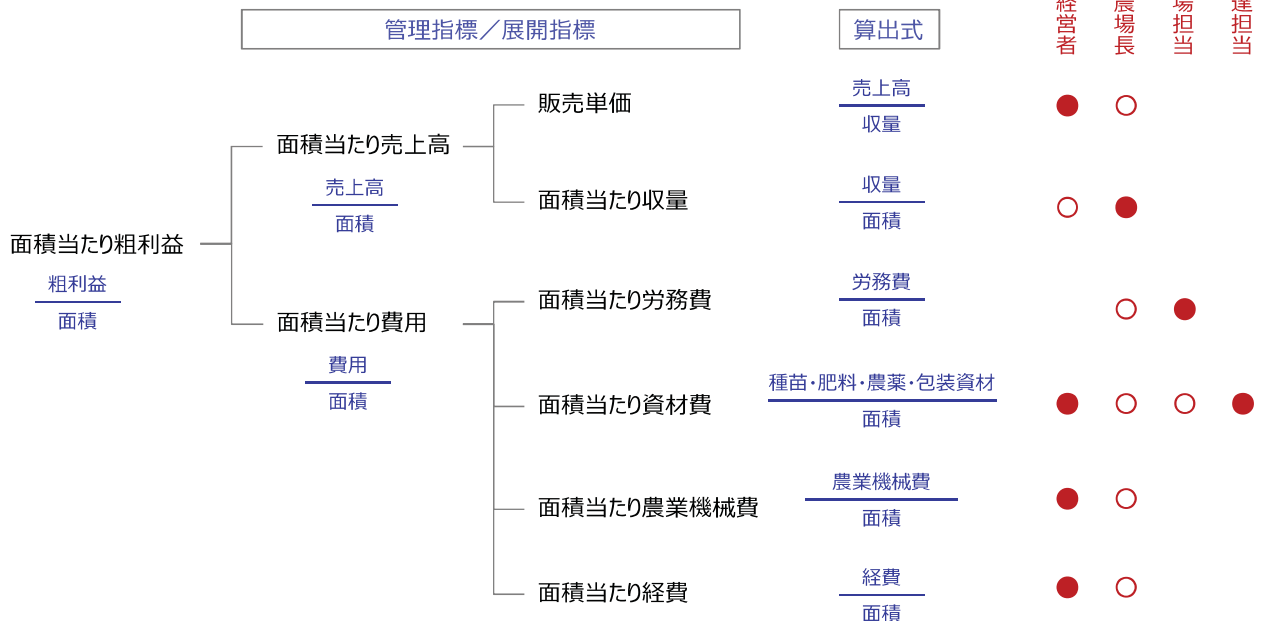 管理指標／展開指標
算出式
経営者
農場長
場担当
達担当
販売単価
売上高
収量
面積当たり売上高
売上高
面積
面積当たり収量
収量
面積
面積当たり粗利益
粗利益
面積
面積当たり労務費
労務費
面積
面積当たり費用
費用
面積
面積当たり資材費
種苗・肥料・農薬・包装資材
面積
面積当たり農業機械費
農業機械費
面積
面積当たり経費
経費
面積